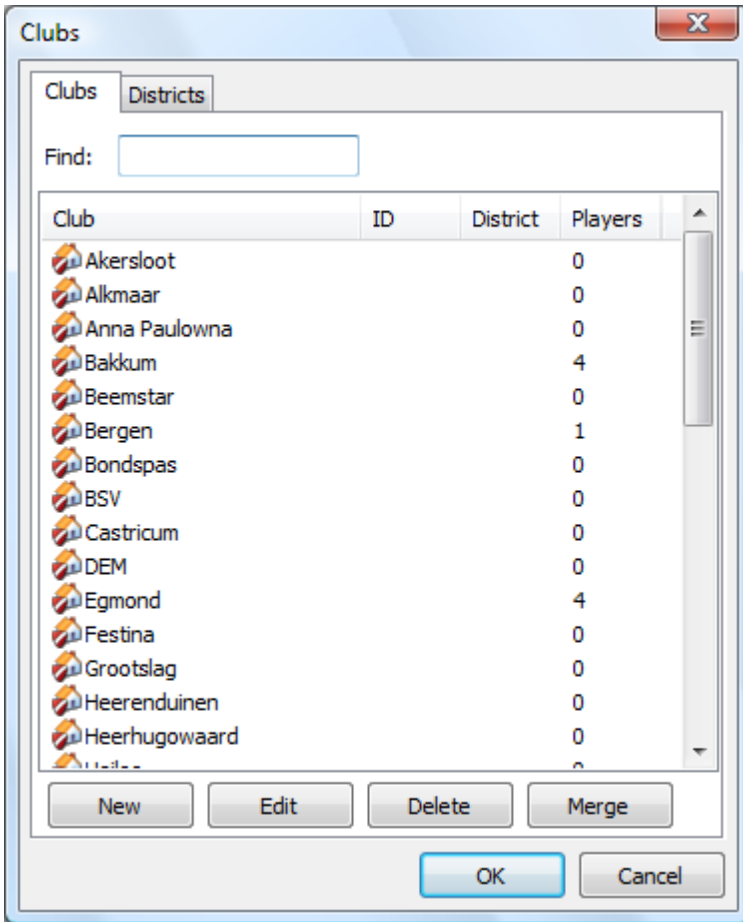 Clubs
Clubs Districts
Find:
Club ID District Players
Akersloot 0
Alkmaar 0
Anna Paulowna 0
Bakkum 4
Beemstar 0
Bergen 1
Bondspas 0
BSV 0
Castricum 0
DEM 0
Egmond 4
Festina 0
Grootslag 0
Heerenduinen 0
Heerhugowaard 0
New Edit Delete Merge
OK Cancel